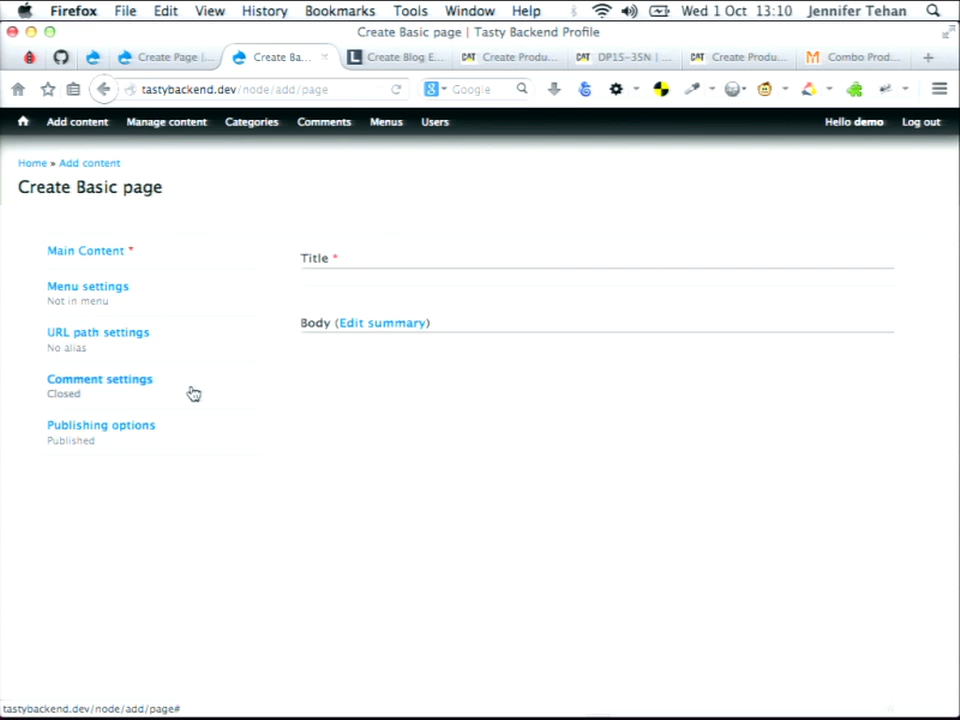 Firefox File Edit View History Bookmarks Tools Window Help Wed 1 Oct 13:10 Jennifer Tehan
Create Basic page | Tasty Backend Profile
Create Page |... Create Ba... Create Blog E... CAT Create Produ... CAT DP15-35N | ... CAT Create Produ... Combo Prod...
tastybackend.dev/node/add/page Google
Add content Manage content Categories Comments Menus Users Hello demo Log out
Home » Add content
Create Basic page
Main Content *
Title *
Menu settings
Not in menu
Body (Edit summary)
URL path settings
No alias
Comment settings
Closed
Publishing options
Published
tastybackend.dev/node/add/page#